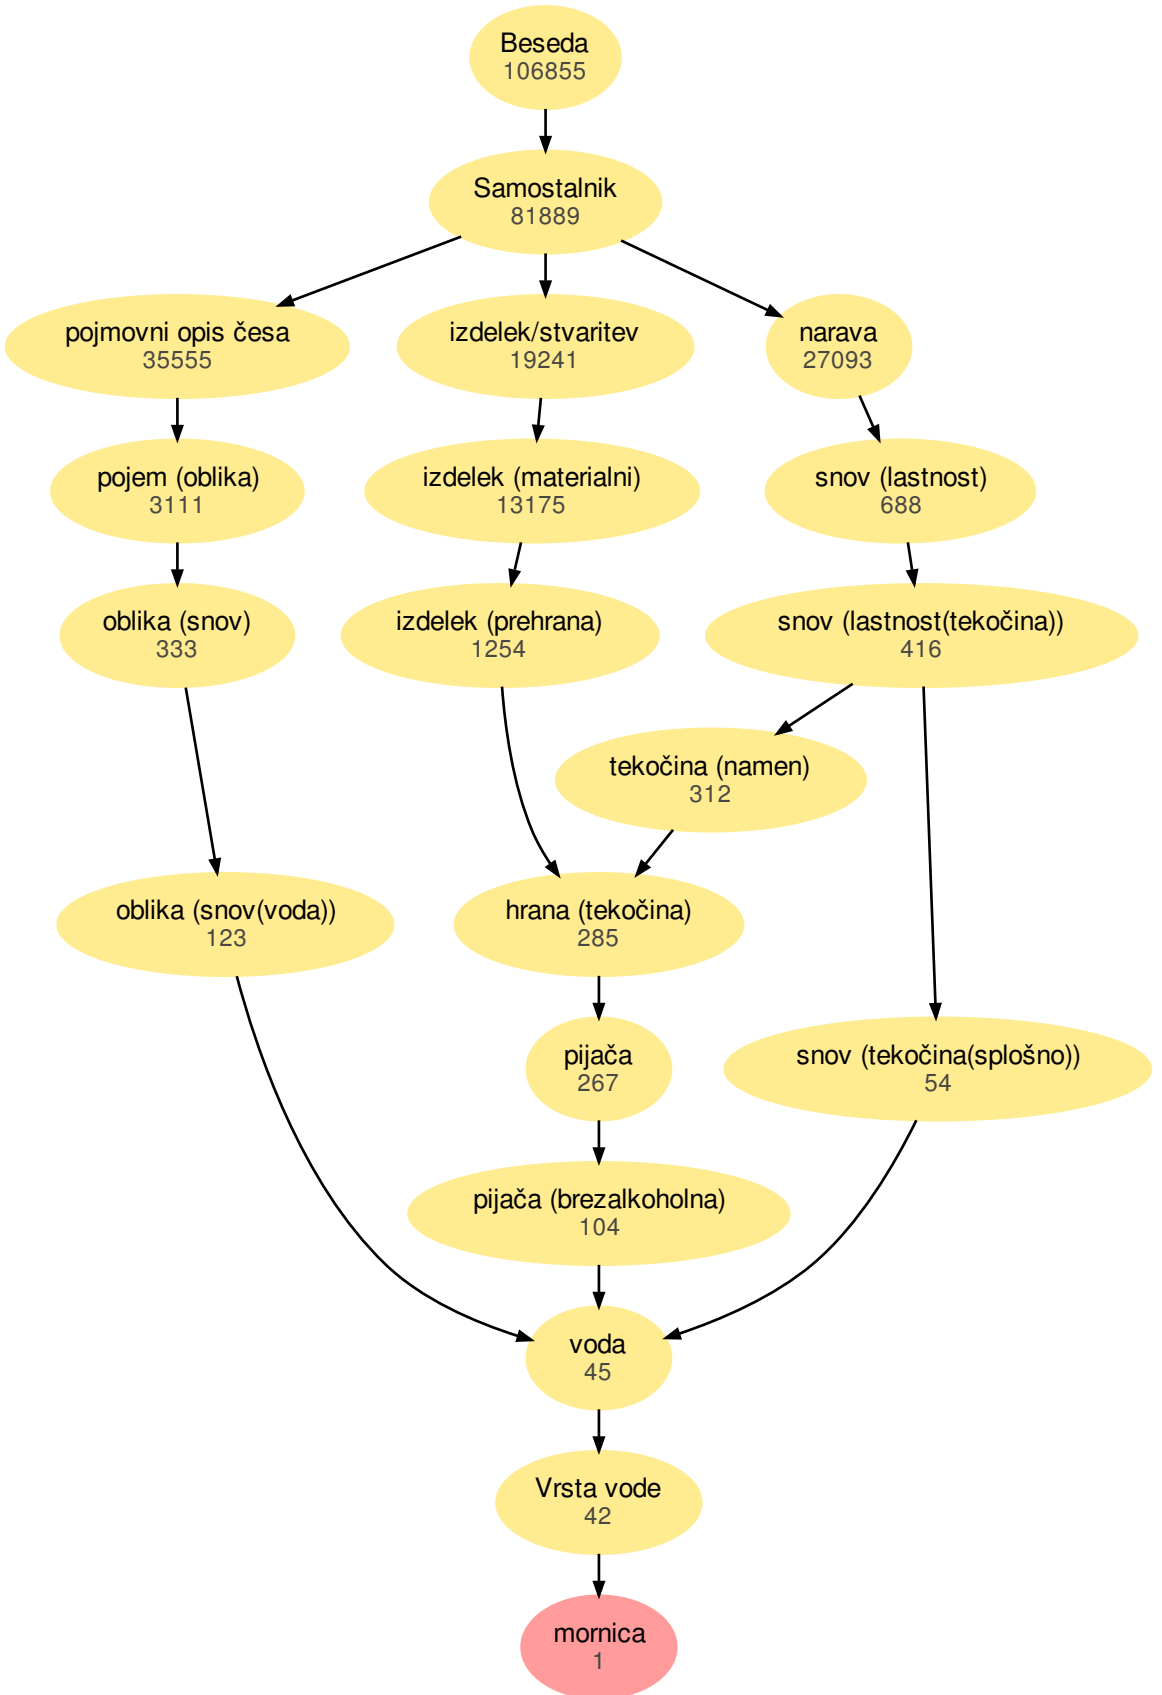 Beseda
106855
Samostalnik
81889
pojmovni opis česa
35555
izdelek/stvaritev
19241
narava
27093
pojem (oblika)
3111
izdelek (materialni)
13175
snov (lastnost)
688
oblika (snov)
333
izdelek (prehrana)
1254
snov (lastnost(tekočina))
416
tekočina (namen)
312
oblika (snov(voda))
123
hrana (tekočina)
285
pijača
267
snov (tekočina(splošno))
54
pijača (brezalkoholna)
104
voda
45
Vrsta vode
42
mornica
1